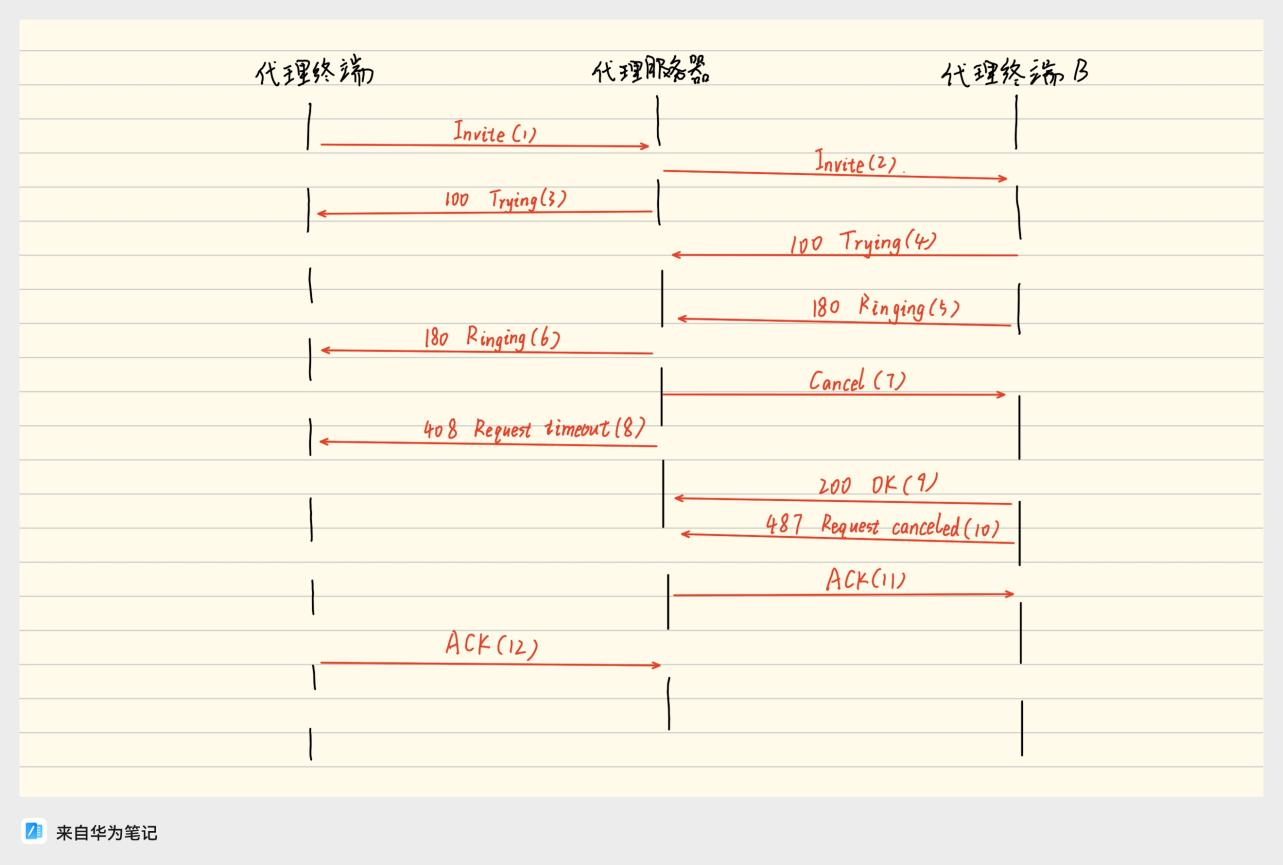 代理终端 代理服务器 代理终端 B
Invite(1)
Invite(2).
100 Trying(3)
100 Trying(4)
180 Ringing(5)
180 Ringing(6)
Cancel (7)
408 Request timeout(8)
200 OK(9)
487 Request canceled(10)
ACK(11)
ACK(12)
来自华为笔记